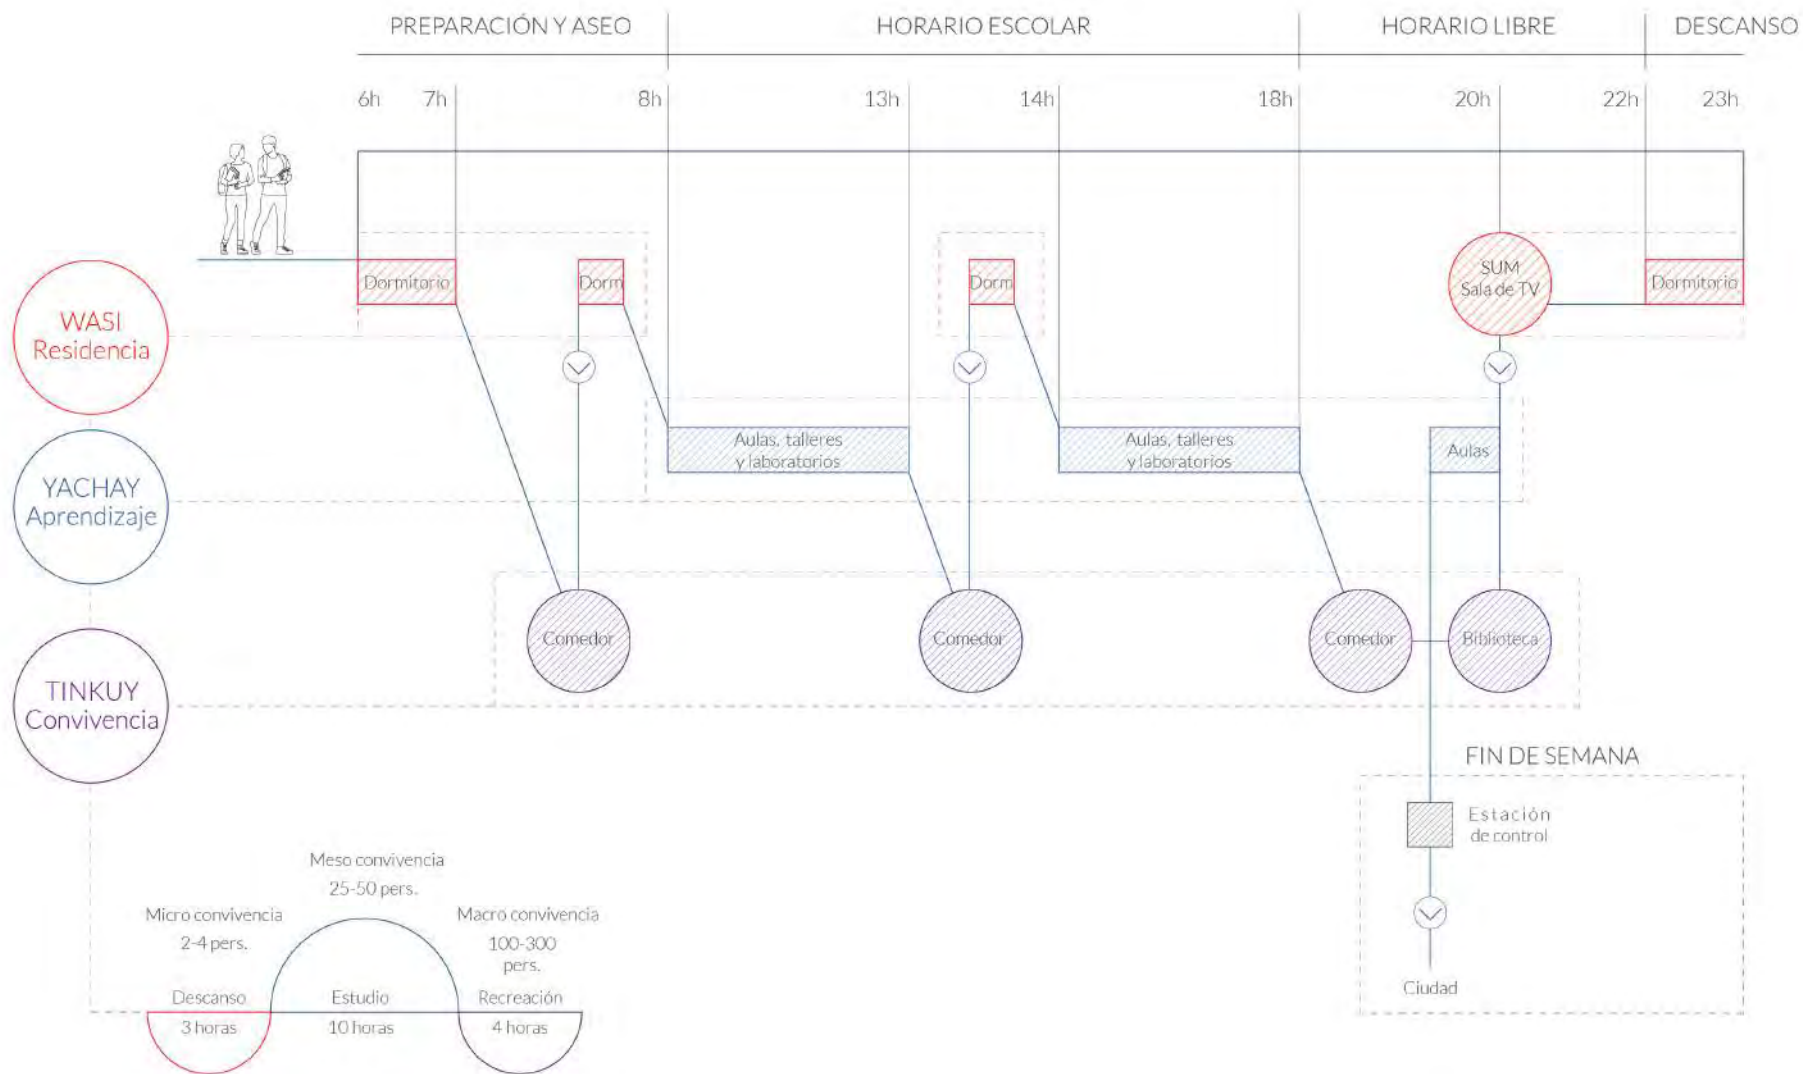 PREPARACIÓN Y ASEO
HORARIO ESCOLAR
HORARIO LIBRE
DESCANSO
6h
7h
8h
13h
14h
18h
20h
22h
23h
WASI
Residencia
Dormitorio
Dorm
Dorm
SUM
Sala de TV
Dormitorio
YACHAY
Aprendizaje
Aulas, talleres
y laboratorios
Aulas, talleres
y laboratorios
Aulas
TINKUY
Convivencia
Comedor
Comedor
Comedor
Biblioteca
FIN DE SEMANA
Estación
de control
Ciudad
Meso convivencia
25-50 pers.
Micro convivencia
2-4 pers.
Macro convivencia
100-300
pers.
Descanso
3 horas
Estudio
10 horas
Recreación
4 horas